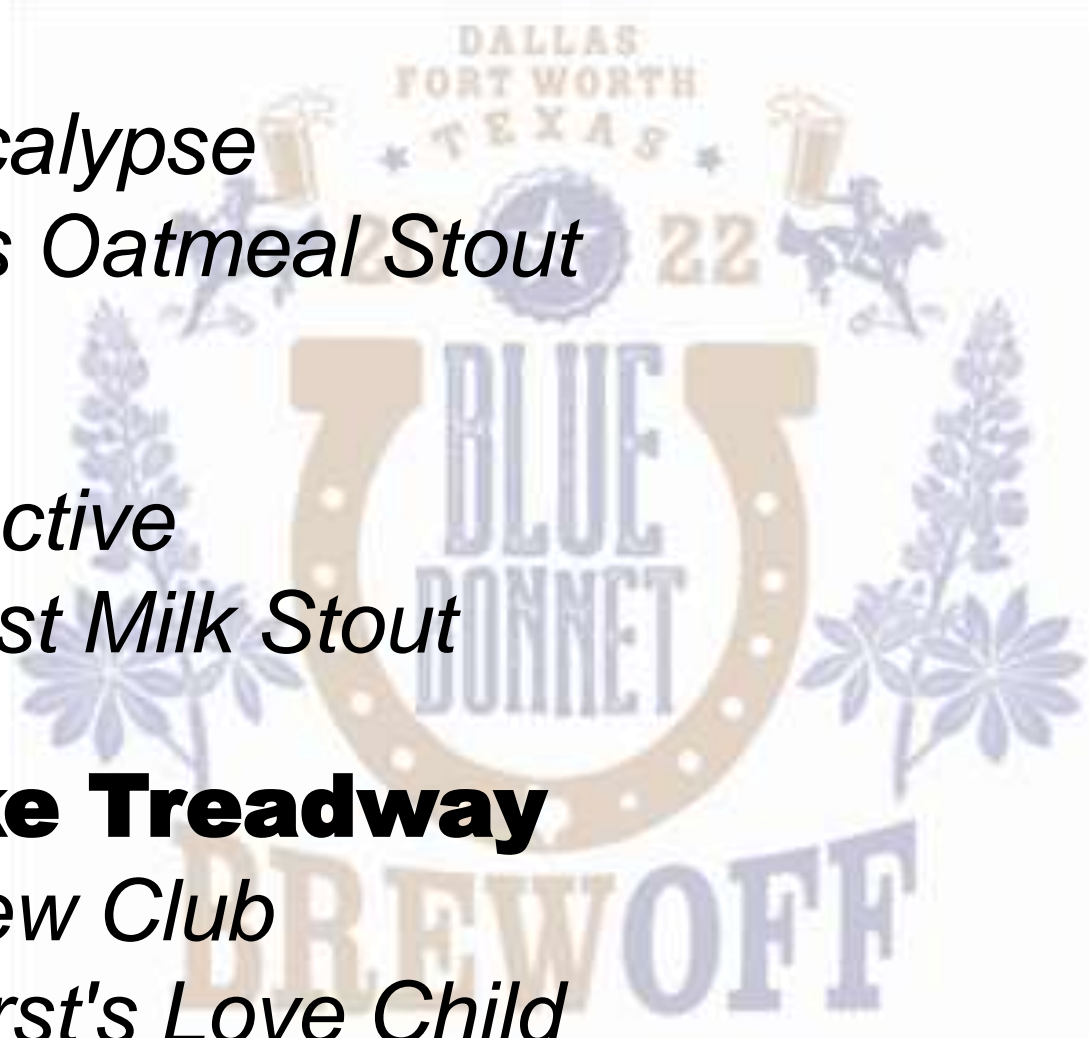 DALLAS
FORT WORTH
TEXAS
calypse
s Oatmeal Stout
22
BLUE
BONNET
ctive
st Milk Stout
ke Treadway
ew Club
BREWOFF
rst's Love Child